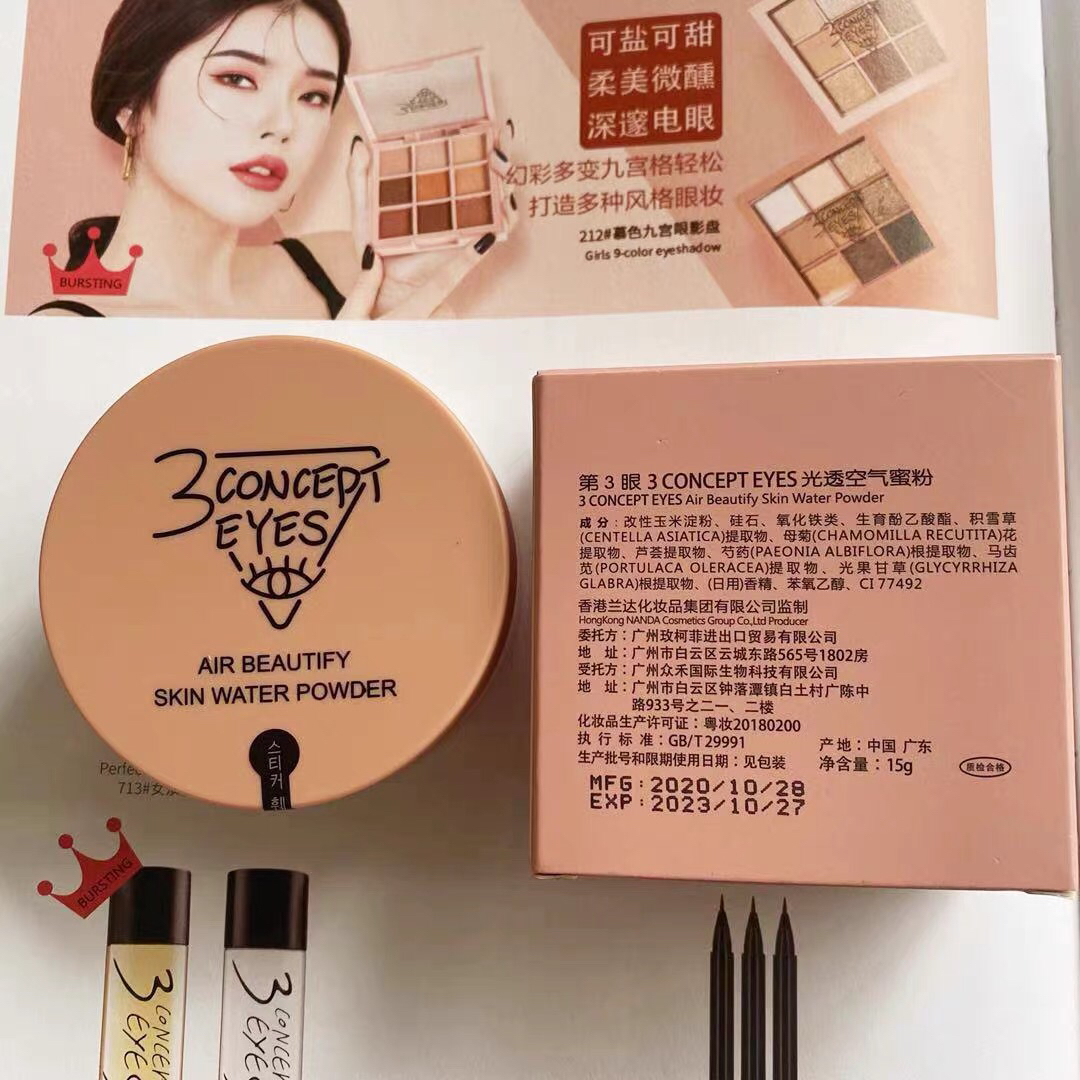 可盐可甜
柔美微醺
深邃电眼
幻彩多变九宫格轻松
打造多种风格眼妆
212#暮色九宫眼影盘
Girls 9-color eyeshadow
BURSTING
3 CONCEPT
EYES
AIR BEAUTIFY
SKIN WATER POWDER
스티커
713#
BURSTING
第 3 眼 3 CONCEPT EYES 光透空气蜜粉
3 CONCEPT EYES Air Beautify Skin Water Powder
成分：改性玉米淀粉、硅石、氧化铁类、生育酚乙酸酯、积雪草
(CENTELLA ASIATICA)提取物、母菊(CHAMOMILLA RECUTITA)花
提取物、芦荟提取物、芍药(PAEONIA ALBIFLORA)根提取物、马齿
苋(PORTULACA OLERACEA)提取物、光果甘草(GLYCYRRHIZA
GLABRA)根提取物、(日用)香精、苯氧乙醇、CI 77492
香港兰达化妆品集团有限公司监制
HongKong NANDA Cosmetics Group Co.,Ltd Producer
委托方：广州玫柯菲进出口贸易有限公司
地 址：广州市白云区云城东路565号1802房
受托方：广州众禾国际生物科技有限公司
地 址：广州市白云区钟落潭镇白土村广陈中
路933号之二一、二楼
化妆品生产许可证：粤妆20180200
执 行 标 准：GB/T 29991
产地：中国 广东
生产批号和限期使用日期：见包装
净含量：15g
质检合格
MFG：2020/10/28
EXP：2023/10/27
3 CONCEP
EYES
3 CONCEP
EYES